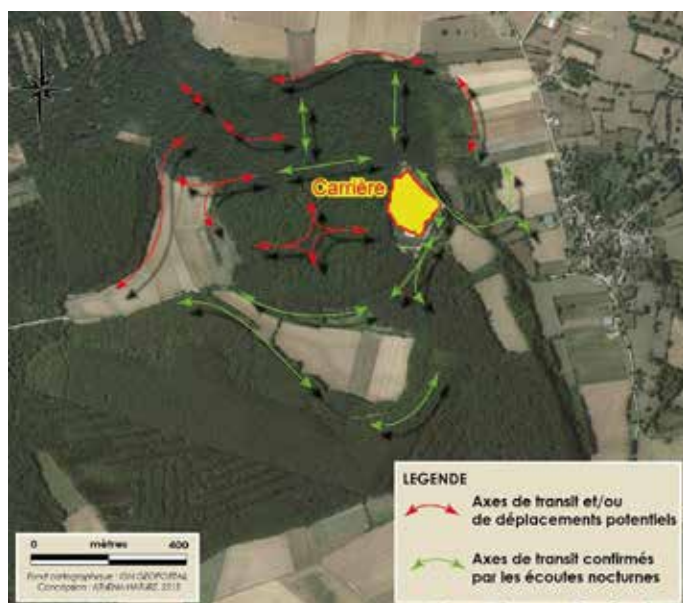 Carrière
LEGENDE
Axes de transit et/ou
de déplacements potentiels
Axes de transit confirmés
par les écoutes nocturnes
0 mètres 400
Fond cartographique : IGN GEOPORTAIL
Conception : ATHENA NATURE, 2015